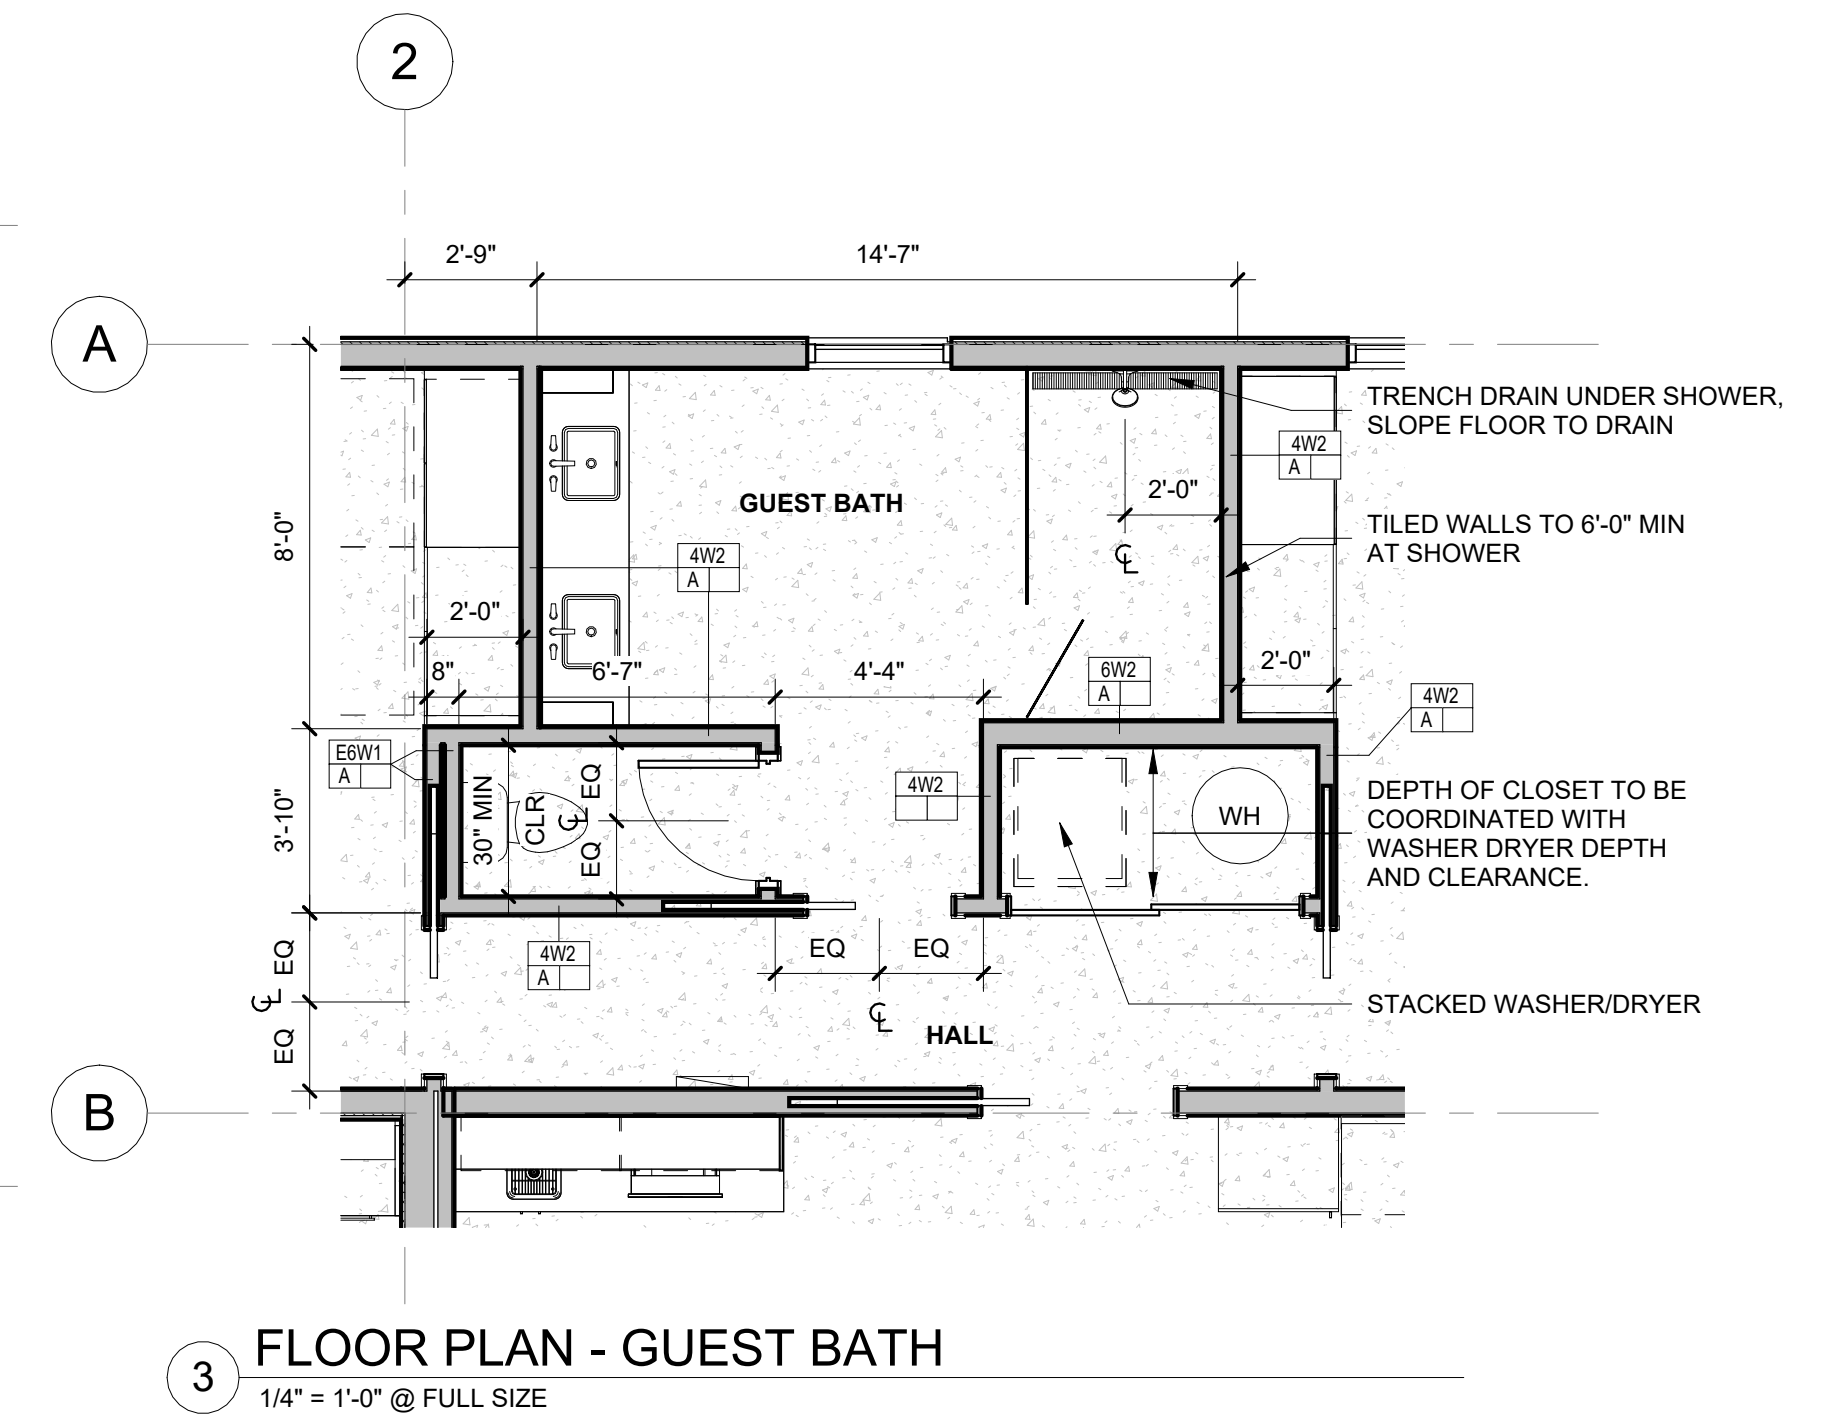 2
2'-9"
14'-7"
A
TRENCH DRAIN UNDER SHOWER,
SLOPE FLOOR TO DRAIN
4W2
A
2'-0"
GUEST BATH
8'-0"
TILED WALLS TO 6'-0" MIN
AT SHOWER
℄
4W2
A
2'-0"
8"
6'-7"
4'-4"
6W2
A
2'-0"
4W2
A
E6W1
A
3'-10"
30" MIN
CLR
℄
EQ
EQ
4W2
WH
DEPTH OF CLOSET TO BE
COORDINATED WITH
WASHER DRYER DEPTH
AND CLEARANCE.
4W2
A
EQ
EQ
℄
EQ
EQ
℄
HALL
STACKED WASHER/DRYER
B
3
FLOOR PLAN - GUEST BATH
1/4" = 1'-0" @ FULL SIZE